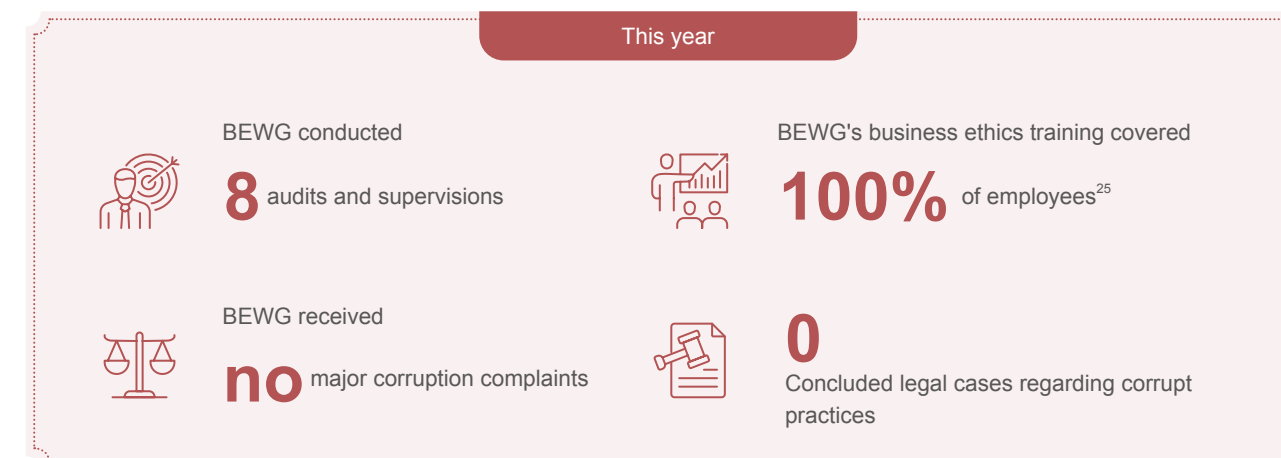 This year
BEWG conducted
8 audits and supervisions
BEWG's business ethics training covered
100% of employees25
BEWG received
no major corruption complaints
0
Concluded legal cases regarding corrupt
practices